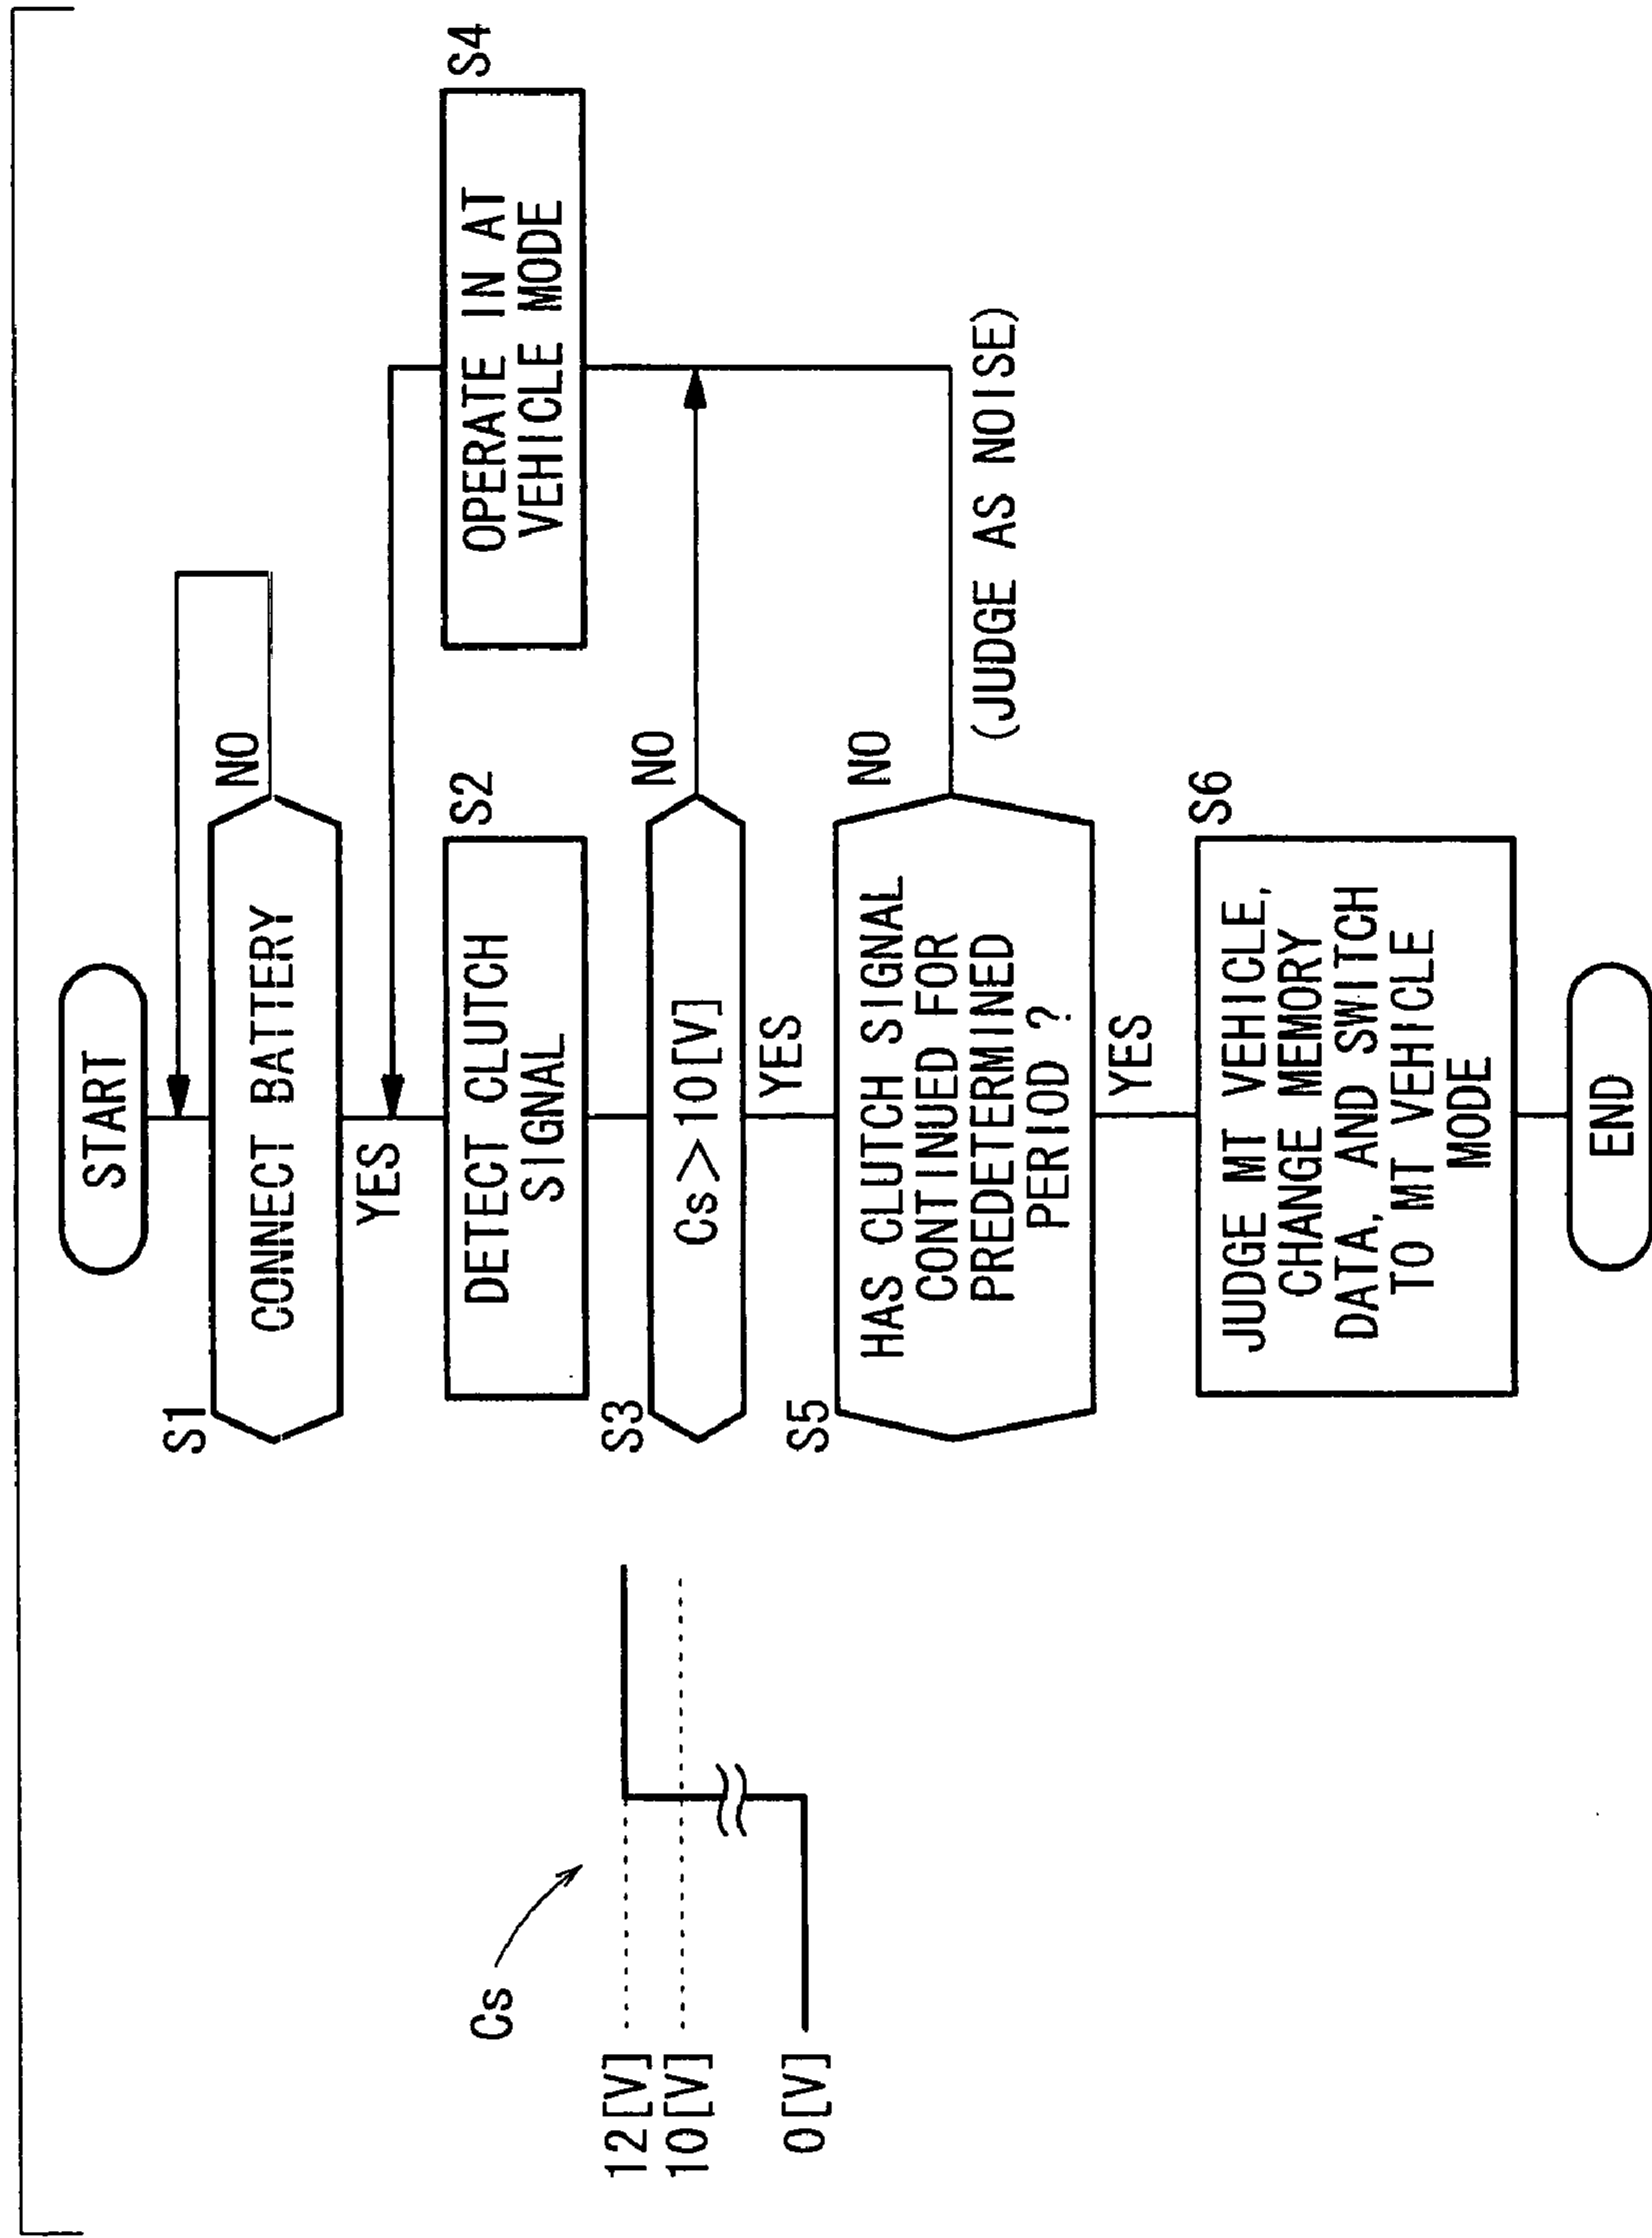 START
S1
CONNECT BATTERY
NO
YES
DETECT CLUTCH
SIGNAL
S2
OPERATE IN AT
VEHICLE MODE
S4
Cs
12[V]
10[V]
0[V]
S3
Cs>10[V]
NO
YES
S5
HAS CLUTCH SIGNAL
CONTINUED FOR
PREDETERMINED
PERIOD ?
NO
(JUDGE AS NOISE)
YES
S6
JUDGE MT VEHICLE,
CHANGE MEMORY
DATA, AND SWITCH
TO MT VEHICLE
MODE
END